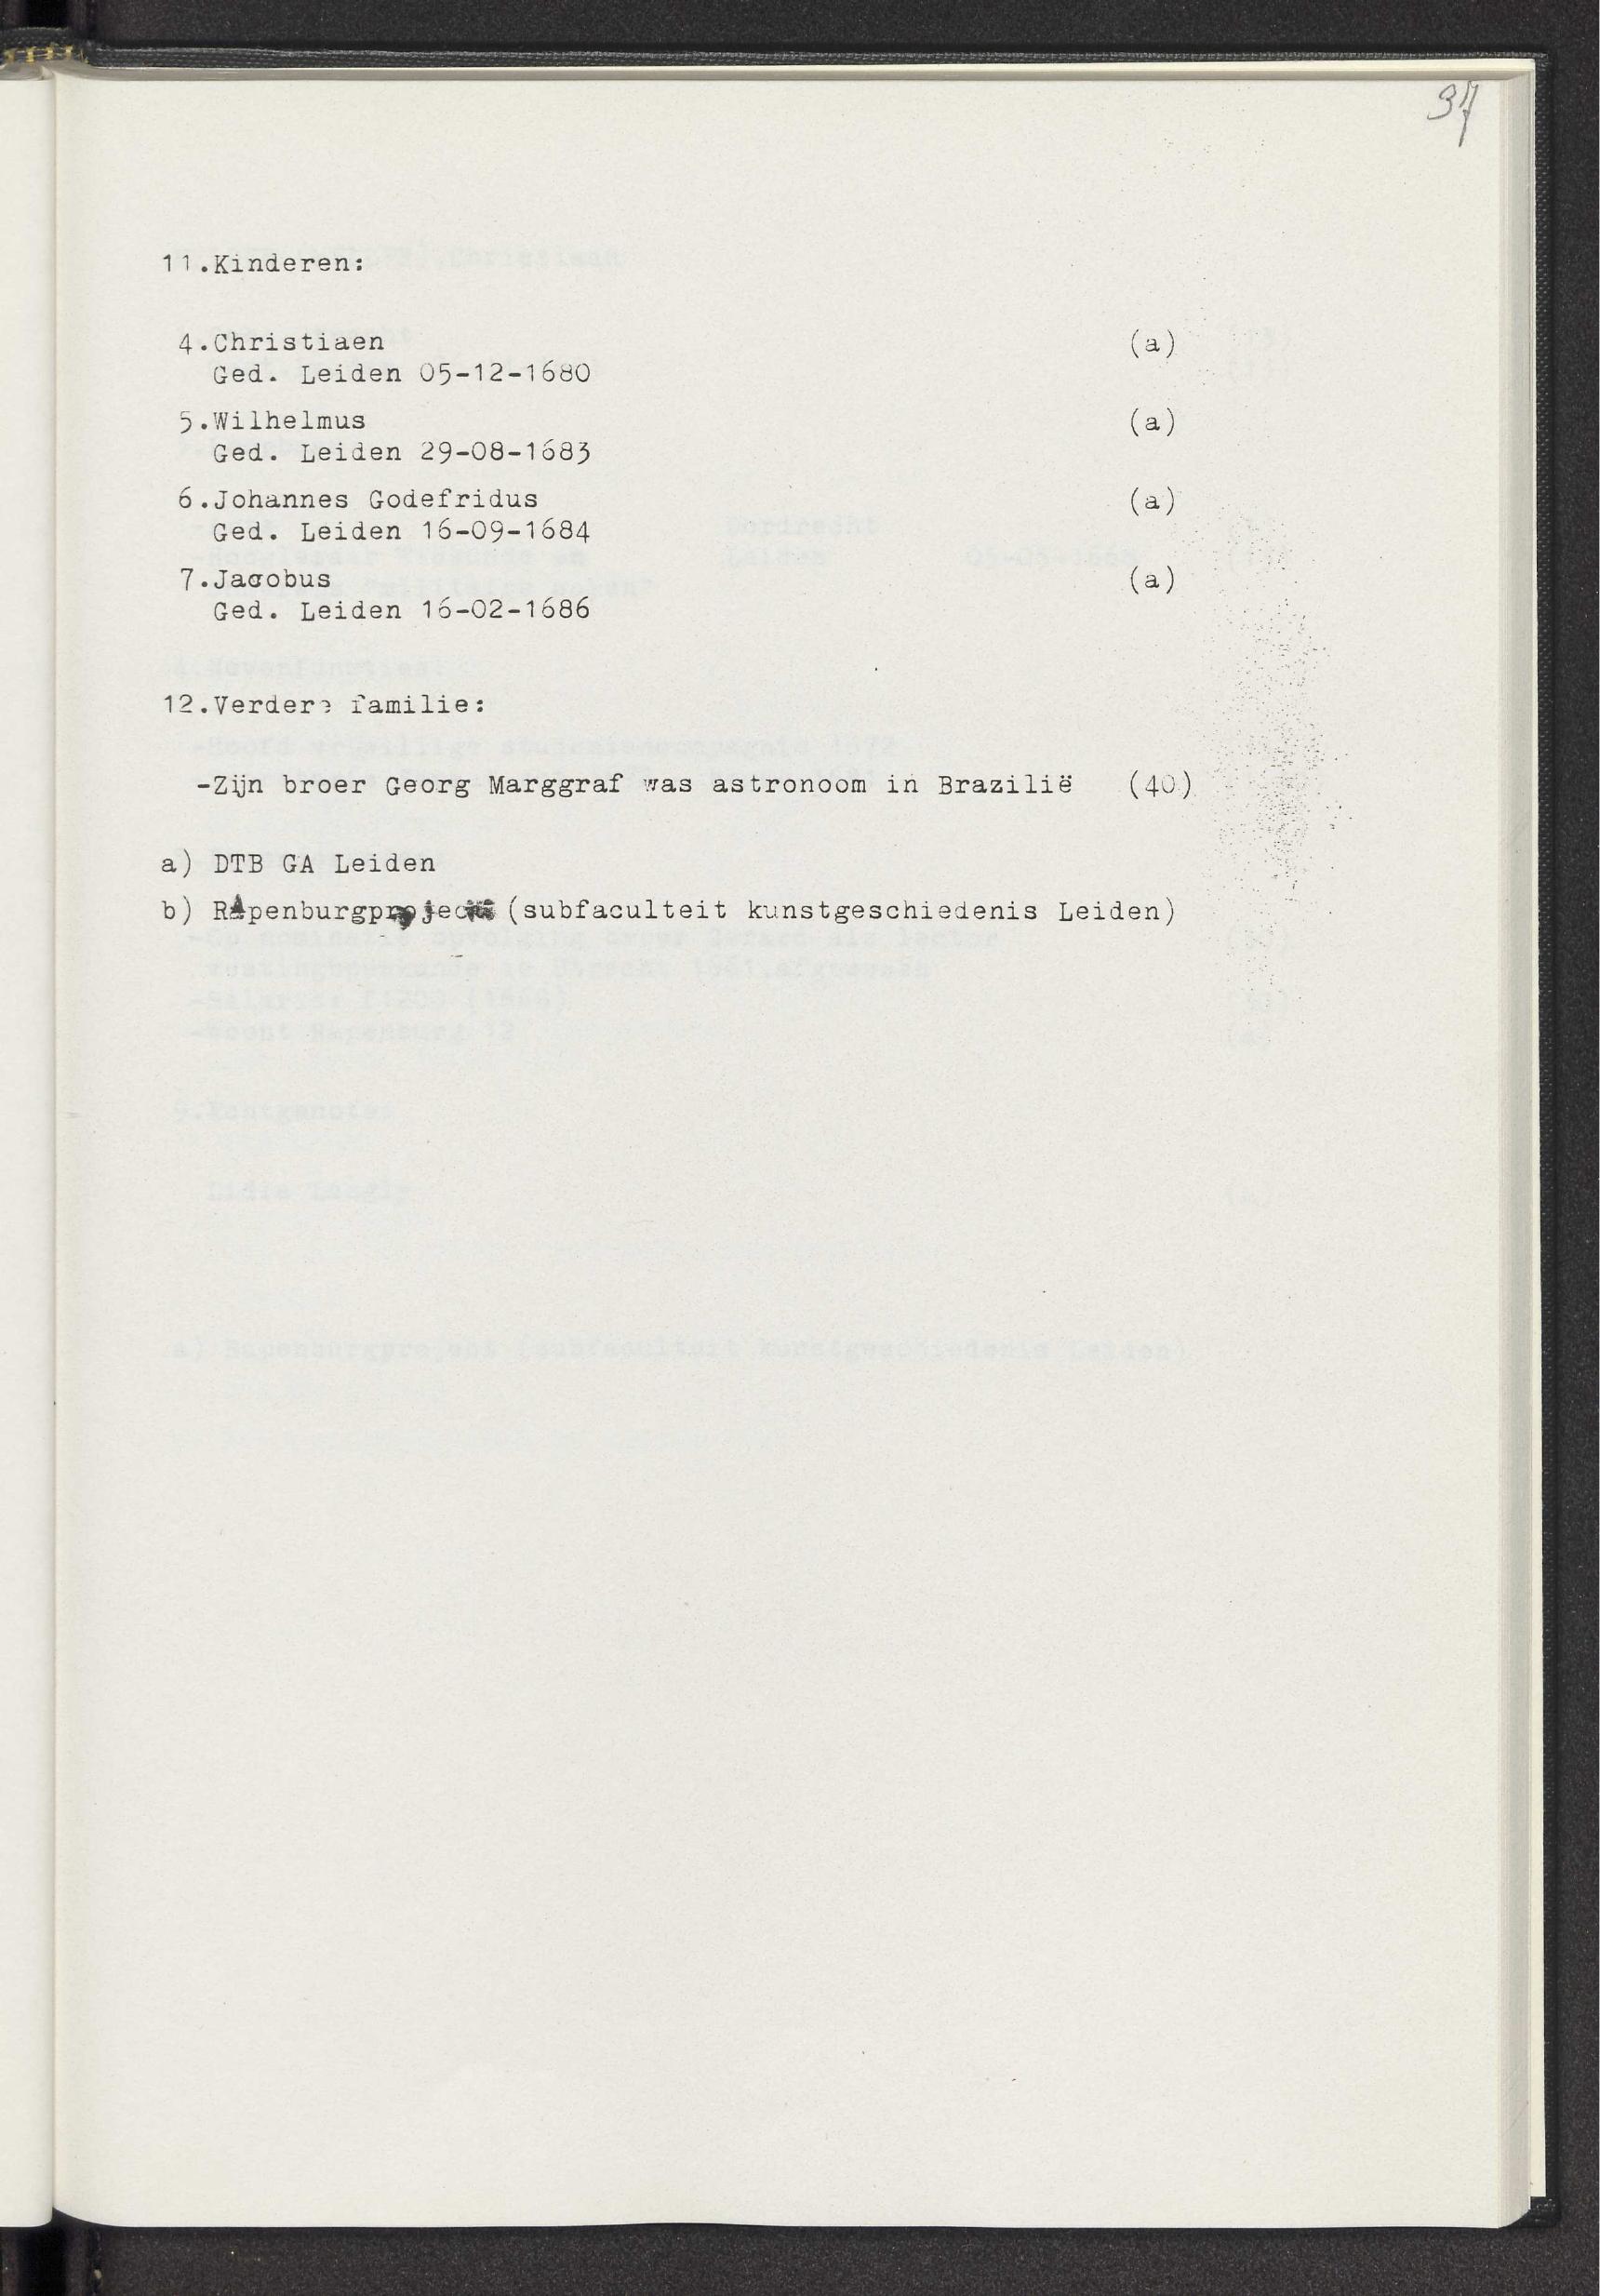 37
11.Kinderen:
4.Christiaen (a)
Ged. Leiden 05-12-1680
5.Wilhelmus (a)
Ged. Leiden 29-08-1683
6.Johannes Godefridus (a)
Ged. Leiden 16-09-1684
7.Jacobus (a)
Ged. Leiden 16-02-1686
12.Verdere familie:
-Zijn broer Georg Marggraf was astronoom in Brazilië (40)
a) DTB GA Leiden
b) Rapenburgproject (subfaculteit kunstgeschiedenis Leiden)